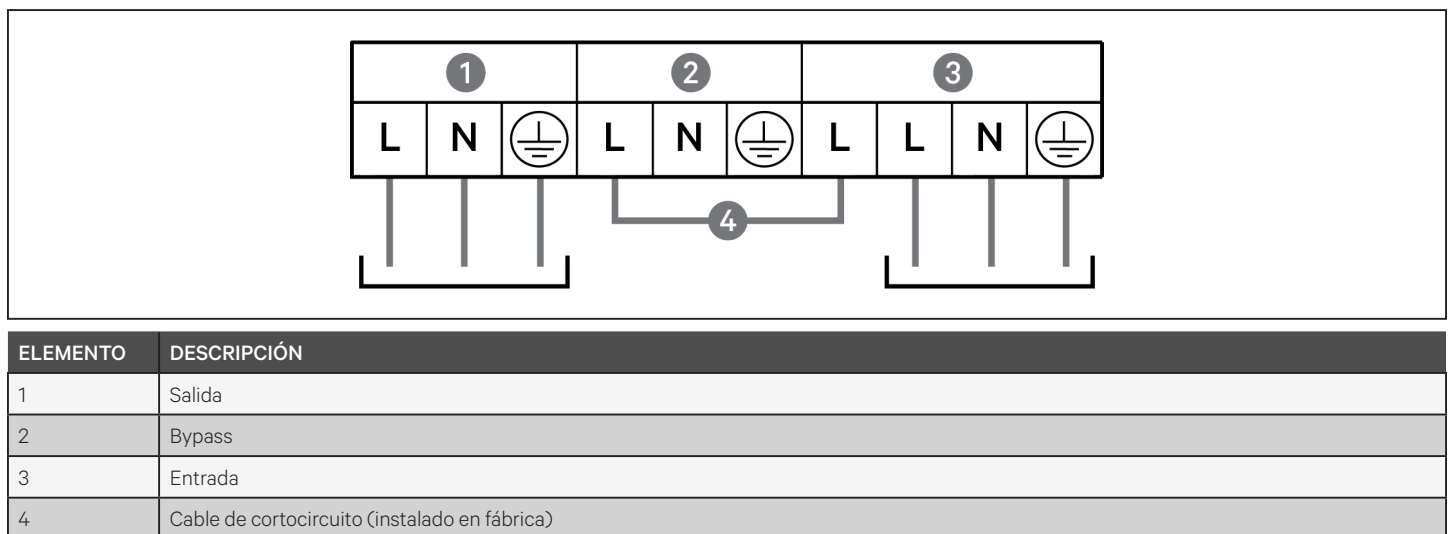 1 2 3
L N L N L L N
4
ELEMENTO DESCRIPCIÓN
1 Salida
2 Bypass
3 Entrada
4 Cable de cortocircuito (instalado en fábrica)